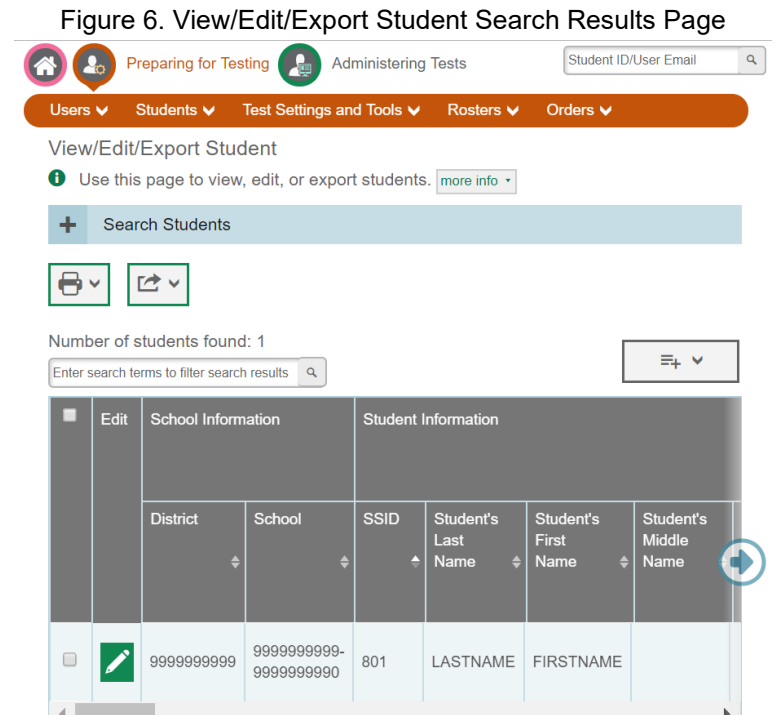 Figure 6. View/Edit/Export Student Search Results Page
Preparing for Testing
Administering Tests
Student ID/User Email
Users
Students
Test Settings and Tools
Rosters
Orders
View/Edit/Export Student
Use this page to view, edit, or export students. more info
Search Students
Number of students found: 1
Enter search terms to filter search results
Edit
School Information
Student Information
District
School
SSID
Student's
Last
Name
Student's
First
Name
Student's
Middle
Name
9999999999
9999999999-
9999999990
801
LASTNAME
FIRSTNAME